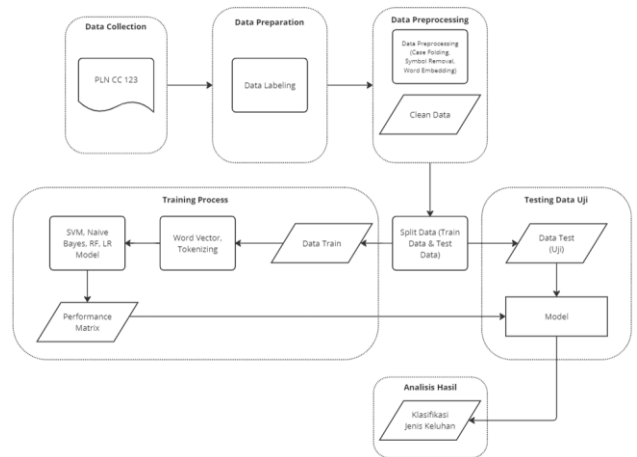 Data Collection
PLN CC 123
Data Preparation
Data Labeling
Data Preprocessing
Data Preprocessing
(Case Folding,
Symbol Removal,
Word Embedding)
Clean Data
Training Process
SVM, Naive
Bayes, RF, LR
Model
Word Vector,
Tokenizing
Data Train
Split Data (Train
Data & Test
Data)
Performance
Matrix
Testing Data Uji
Data Test
(Uji)
Model
Analisis Hasil
Klasifikasi
Jenis Keluhan